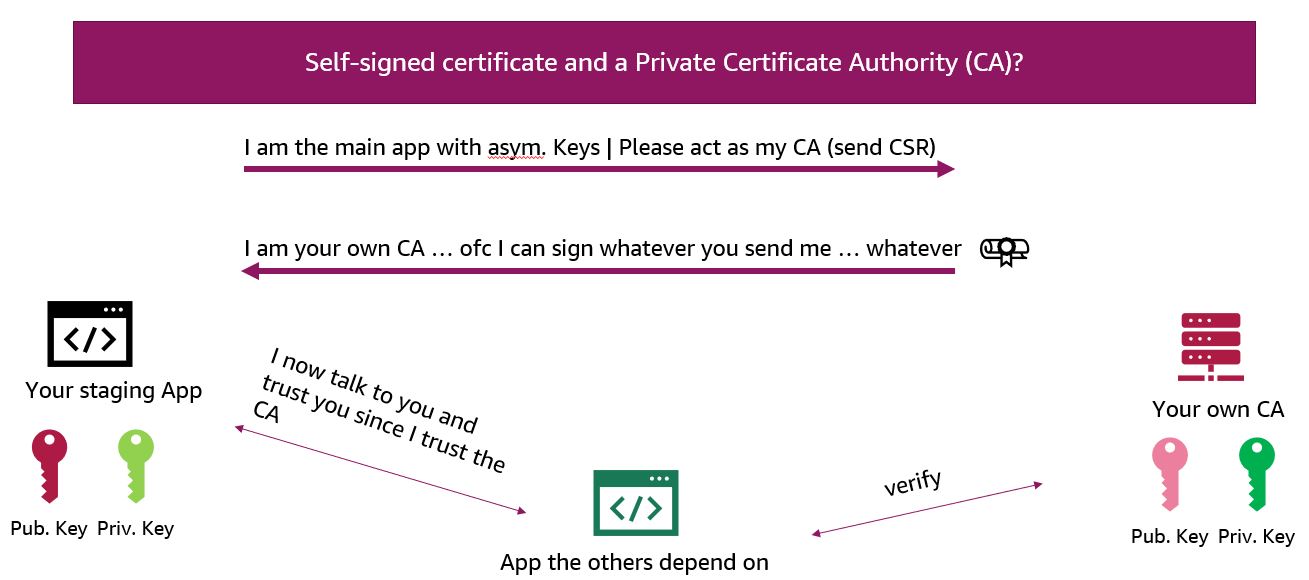 Self-signed certificate and a Private Certificate Authority (CA)?
I am the main app with asym. Keys | Please act as my CA (send CSR)
I am your own CA … ofc I can sign whatever you send me … whatever
Your staging App
Pub. Key Priv. Key
I now talk to you and
trust you since I trust the
CA
App the others depend on
verify
Your own CA
Pub. Key Priv. Key